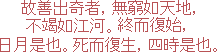 故善出奇者，無窮如天地，
不竭如江河。終而復始，
日月是也。死而復生，四時是也。